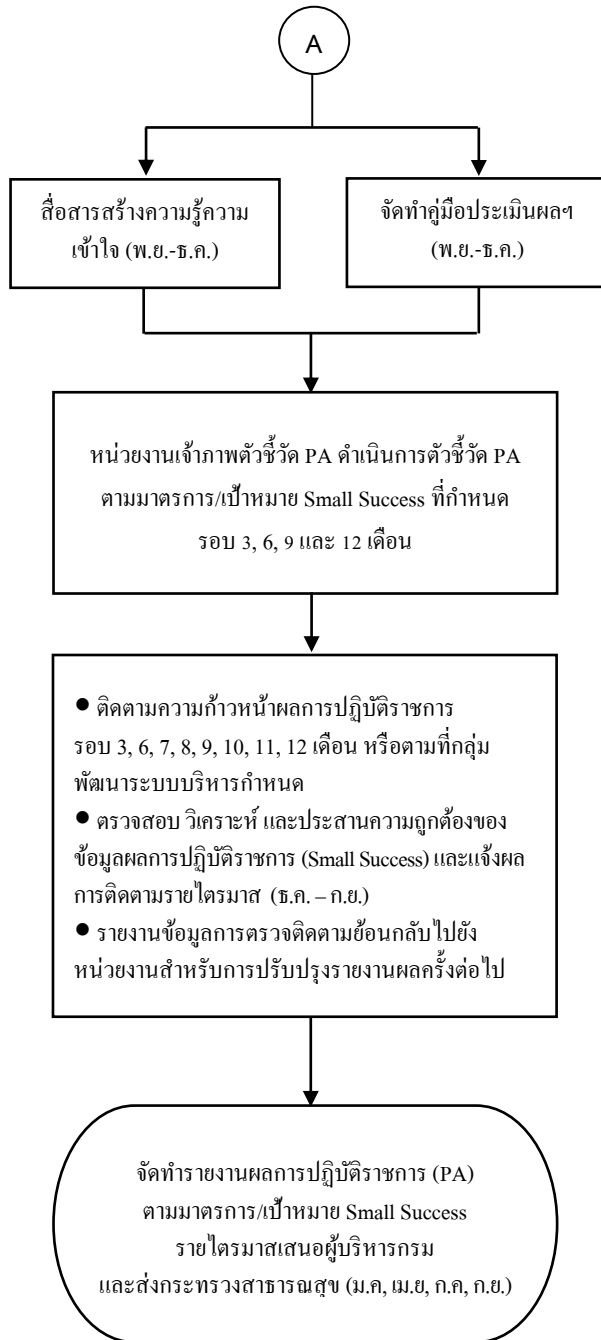 A
สื่อสารสร้างความรู้ความ
เข้าใจ (พ.ย.-ธ.ค.)
จัดทำคู่มือประเมินผลฯ
(พ.ย.-ธ.ค.)
หน่วยงานเจ้าภาพตัวชี้วัด PA ดำเนินการตัวชี้วัด PA
ตามมาตรการ/เป้าหมาย Small Success ที่กำหนด
รอบ 3, 6, 9 และ 12 เดือน
● ติดตามความก้าวหน้าผลการปฏิบัติราชการ
รอบ 3, 6, 7, 8, 9, 10, 11, 12 เดือน หรือตามที่กลุ่ม
พัฒนาระบบบริหารกำหนด
● ตรวจสอบ วิเคราะห์ และประสานความถูกต้องของ
ข้อมูลผลการปฏิบัติราชการ (Small Success) และแจ้งผล
การติดตามรายไตรมาส (ธ.ค. – ก.ย.)
● รายงานข้อมูลการตรวจติดตามย้อนกลับไปยัง
หน่วยงานสำหรับการปรับปรุงรายงานผลครั้งต่อไป
จัดทำรายงานผลการปฏิบัติราชการ (PA)
ตามมาตรการ/เป้าหมาย Small Success
รายไตรมาสเสนอผู้บริหารกรม
และส่งกระทรวงสาธารณสุข (ม.ค, เม.ย, ก.ค, ก.ย.)